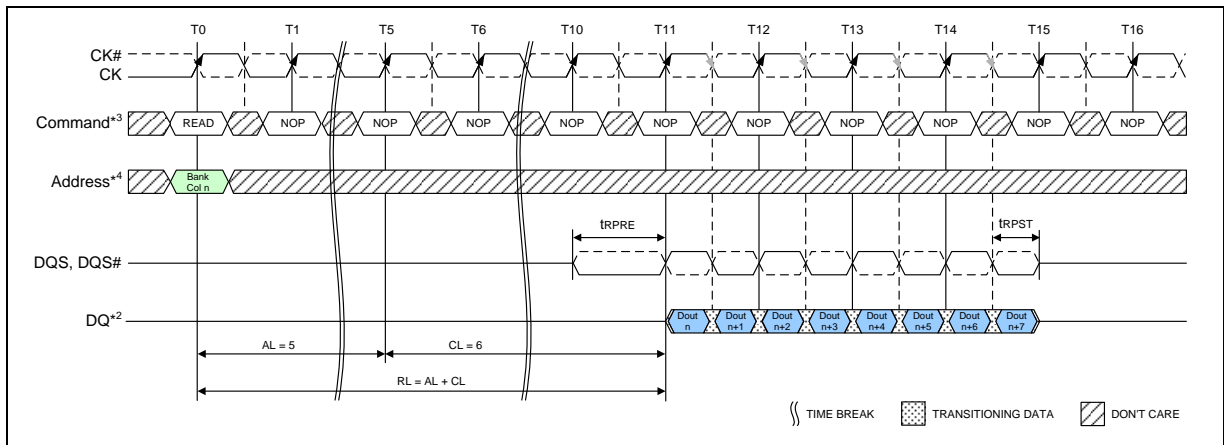 T0 T1 T5 T6 T10 T11 T12 T13 T14 T15 T16
CK#
CK
Command*3 READ NOP NOP NOP NOP NOP NOP NOP NOP NOP NOP
Address*4 Bank
Col n
tRPRE tRPST
DQS, DQS#
DQ*2 Dout n Dout n+1 Dout n+2 Dout n+3 Dout n+4 Dout n+5 Dout n+6 Dout n+7
AL = 5 CL = 6
RL = AL + CL
TIME BREAK TRANSITIONING DATA DON'T CARE